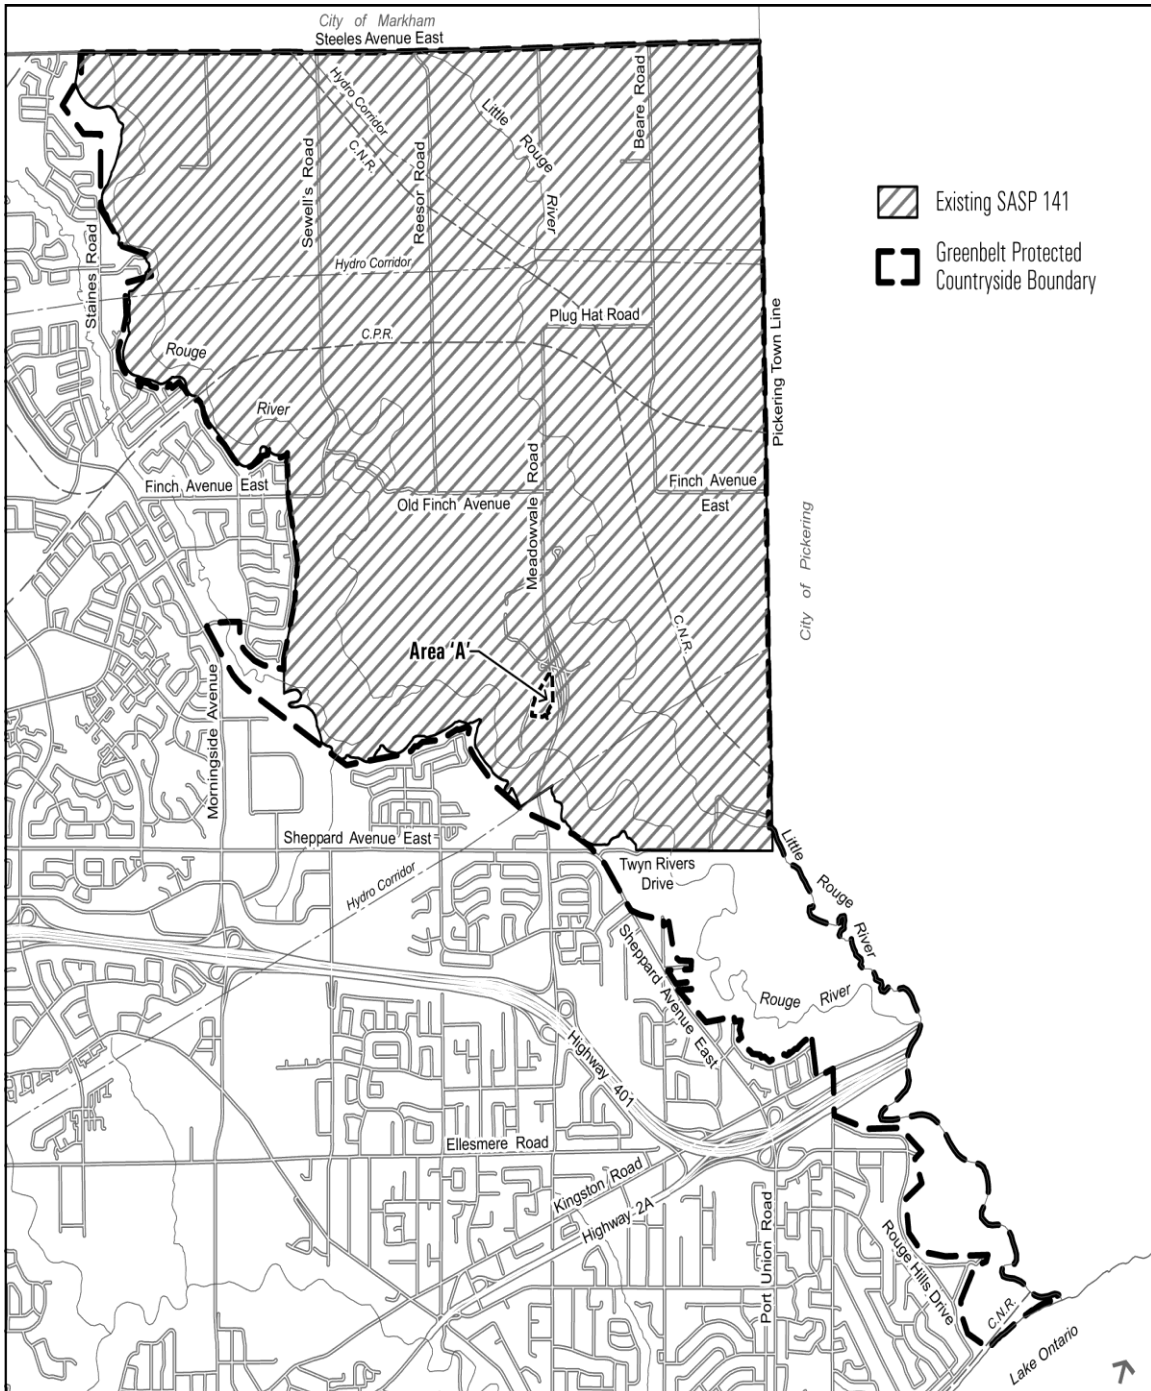 City of Markham
Steeles Avenue East
Hydro Corridor
C.N.R.
Little Rouge River
Beare Road
Sewell's Road
Reesor Road
Existing SASP 141
Greenbelt Protected
Countryside Boundary
Staines Road
Hydro Corridor
Plug Hat Road
Pickering Town Line
C.P.R.
Rouge
River
Meadowvale Road
Finch Avenue East
Old Finch Avenue
Finch Avenue
East
City of Pickering
C.N.R.
Area 'A'
Morningside Avenue
Sheppard Avenue East
Hydro Corridor
Twyn Rivers
Drive
Little Rouge River
Sheppard Avenue East
Rouge River
Highway 401
Ellesmere Road
Kingston Road
Highway 2A
Port Union Road
Rouge Hills Drive
C.N.R.
Lake Ontario